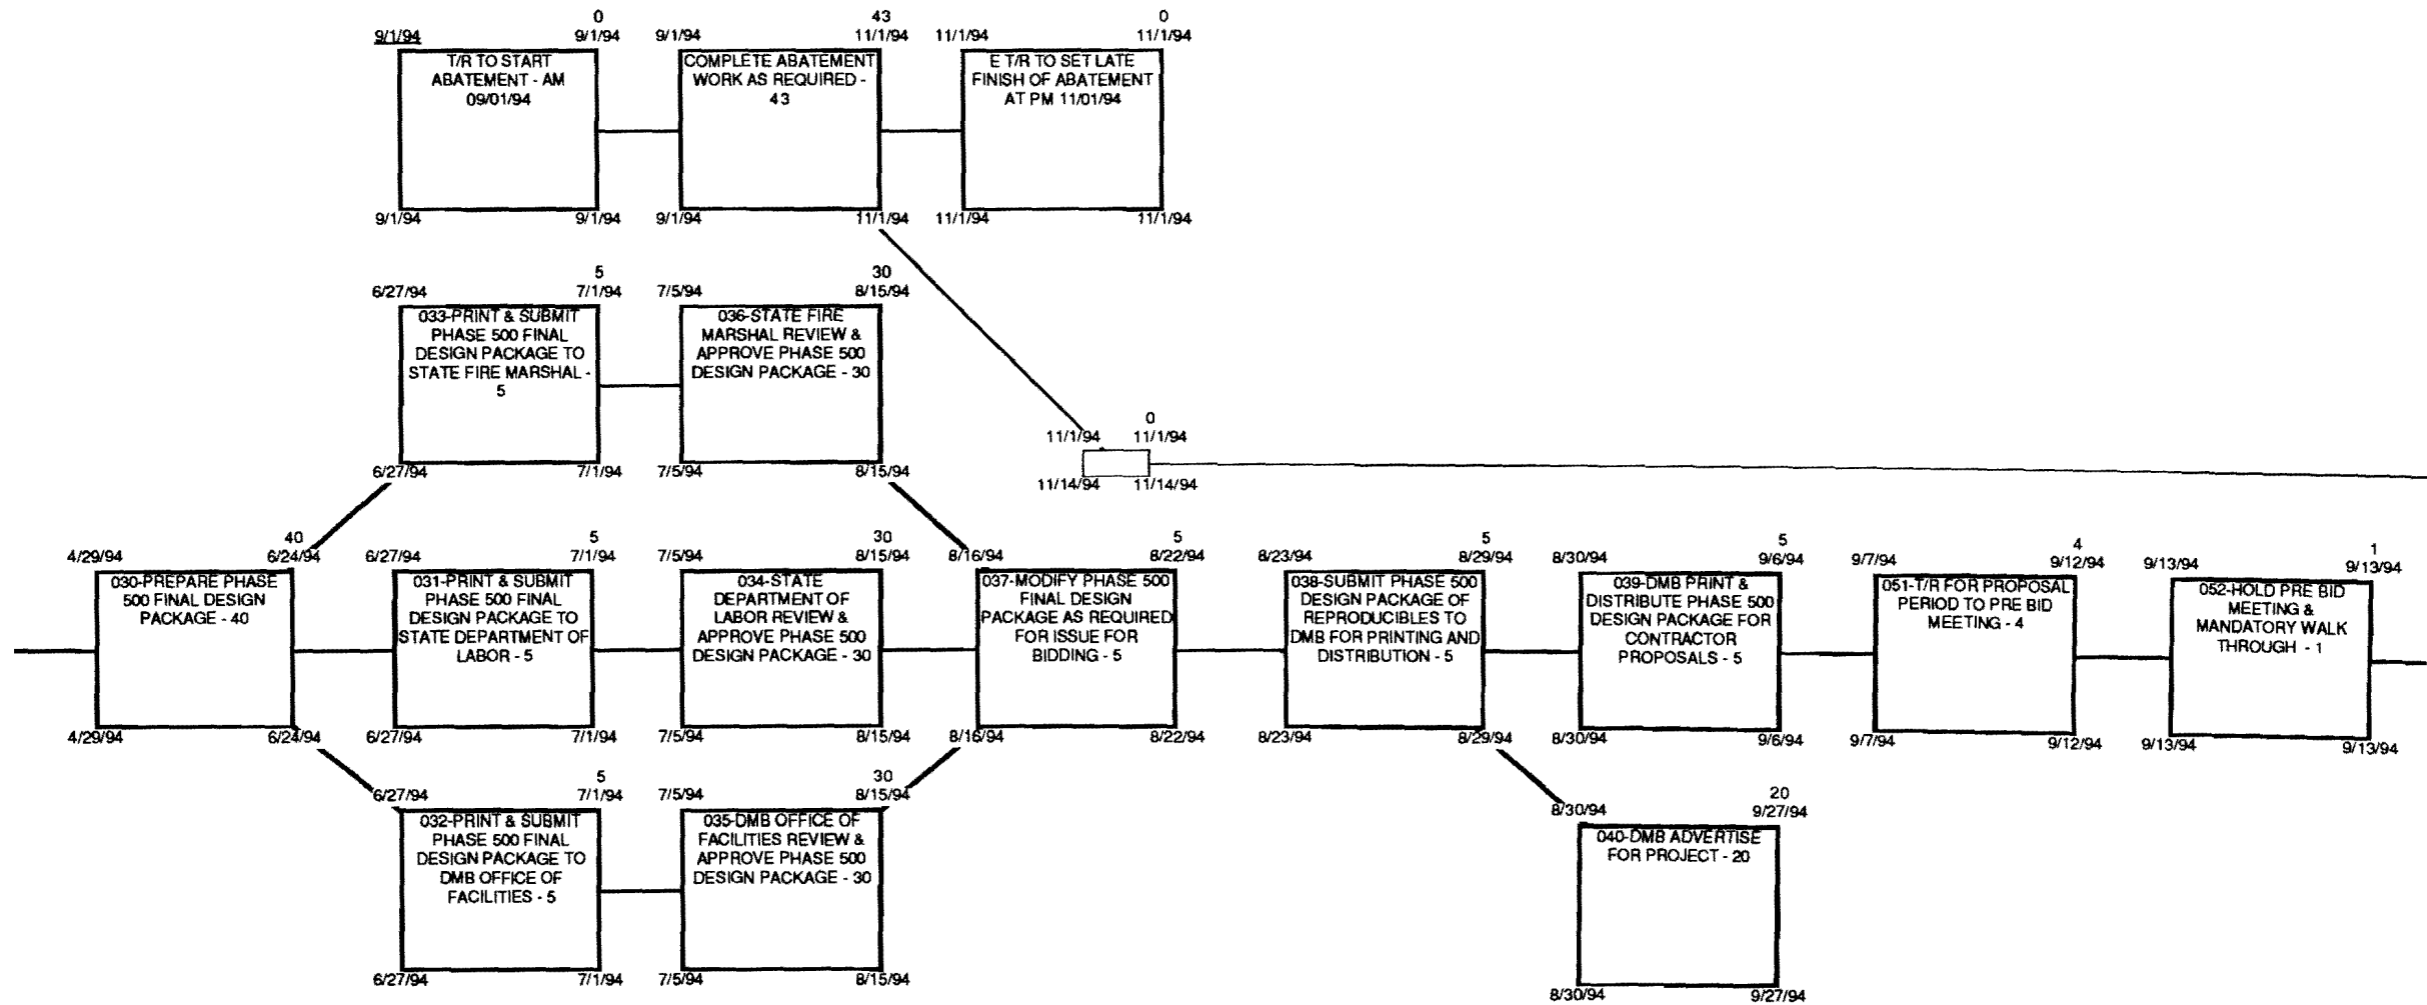 0
43
0
9/1/94
9/1/94
9/1/94
11/1/94
11/1/94
11/1/94
T/R TO START
ABATEMENT - AM
09/01/94
COMPLETE ABATEMENT
WORK AS REQUIRED -
43
E T/R TO SET LATE
FINISH OF ABATEMENT
AT PM 11/01/94
9/1/94
9/1/94
9/1/94
11/1/94
11/1/94
11/1/94
5
30
6/27/94
7/1/94
7/5/94
8/15/94
033-PRINT & SUBMIT
PHASE 500 FINAL
DESIGN PACKAGE TO
STATE FIRE MARSHAL -
5
036-STATE FIRE
MARSHAL REVIEW &
APPROVE PHASE 500
DESIGN PACKAGE - 30
6/27/94
7/1/94
7/5/94
8/15/94
0
11/1/94
11/1/94
11/14/94
11/14/94
40
5
30
5
5
5
4
1
4/29/94
6/24/94
6/27/94
7/1/94
7/5/94
8/15/94
8/16/94
8/22/94
8/23/94
8/29/94
8/30/94
9/6/94
9/7/94
9/12/94
9/13/94
9/13/94
030-PREPARE PHASE
500 FINAL DESIGN
PACKAGE - 40
031-PRINT & SUBMIT
PHASE 500 FINAL
DESIGN PACKAGE TO
STATE DEPARTMENT OF
LABOR - 5
034-STATE
DEPARTMENT OF
LABOR REVIEW &
APPROVE PHASE 500
DESIGN PACKAGE - 30
037-MODIFY PHASE 500
FINAL DESIGN
PACKAGE AS REQUIRED
FOR ISSUE FOR
BIDDING - 5
038-SUBMIT PHASE 500
DESIGN PACKAGE OF
REPRODUCIBLES TO
DMB FOR PRINTING AND
DISTRIBUTION - 5
039-DMB PRINT &
DISTRIBUTE PHASE 500
DESIGN PACKAGE FOR
CONTRACTOR
PROPOSALS - 5
051-T/R FOR PROPOSAL
PERIOD TO PRE BID
MEETING - 4
052-HOLD PRE BID
MEETING &
MANDATORY WALK
THROUGH - 1
4/29/94
6/24/94
6/27/94
7/1/94
7/5/94
8/15/94
8/16/94
8/22/94
8/23/94
8/29/94
8/30/94
9/6/94
9/7/94
9/12/94
9/13/94
9/13/94
5
30
20
6/27/94
7/1/94
7/5/94
8/15/94
8/30/94
9/27/94
032-PRINT & SUBMIT
PHASE 500 FINAL
DESIGN PACKAGE TO
DMB OFFICE OF
FACILITIES - 5
035-DMB OFFICE OF
FACILITIES REVIEW &
APPROVE PHASE 500
DESIGN PACKAGE - 30
040-DMB ADVERTISE
FOR PROJECT - 20
6/27/94
7/1/94
7/5/94
8/15/94
8/30/94
9/27/94